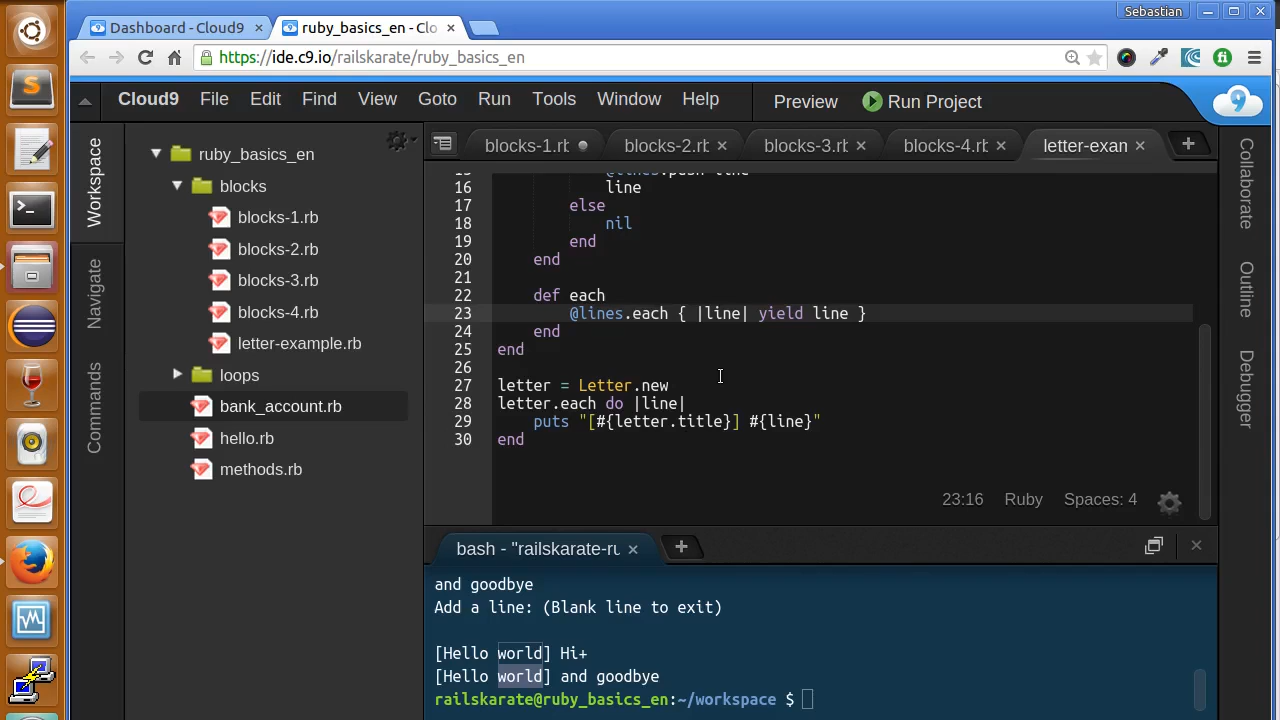 Sebastian
Dashboard - Cloud9
ruby_basics_en - Clo
https://ide.c9.io/railskarate/ruby_basics_en
Cloud9 File Edit Find View Goto Run Tools Window Help Preview Run Project
Workspace
Navigate
Commands
ruby_basics_en
blocks
blocks-1.rb
blocks-2.rb
blocks-3.rb
blocks-4.rb
letter-example.rb
loops
bank_account.rb
hello.rb
methods.rb
blocks-1.rb blocks-2.rb blocks-3.rb blocks-4.rb letter-exan
15 @lines.push line
16 line
17 else
18 nil
19 end
20 end
21
22 def each
23 @lines.each { |line| yield line }
24 end
25 end
26
27 letter = Letter.new
28 letter.each do |line|
29 puts "[#{letter.title}] #{line}"
30 end
23:16 Ruby Spaces: 4
bash - "railskarate-ru
and goodbye
Add a line: (Blank line to exit)
[Hello world] Hi+
[Hello world] and goodbye
railskarate@ruby_basics_en:~/workspace $
Collaborate
Outline
Debugger